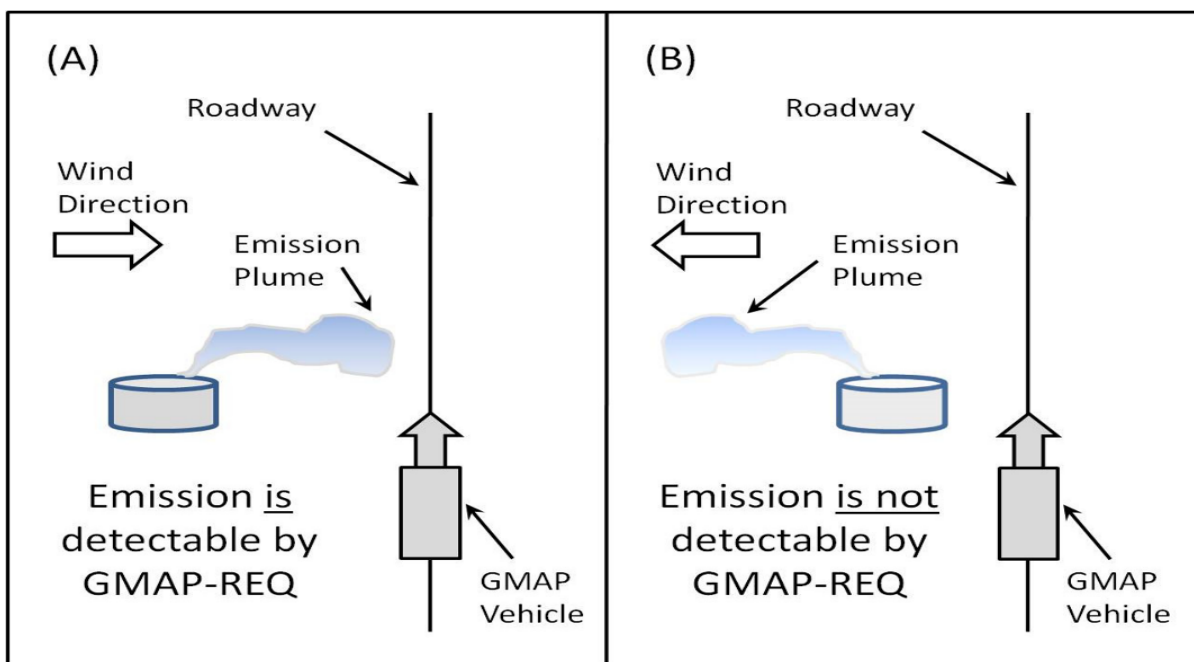 (A)
Roadway
Wind
Direction
Emission
Plume
Emission is
detectable by
GMAP-REQ
GMAP
Vehicle
(B)
Roadway
Wind
Direction
Emission
Plume
Emission is not
detectable by
GMAP-REQ
GMAP
Vehicle